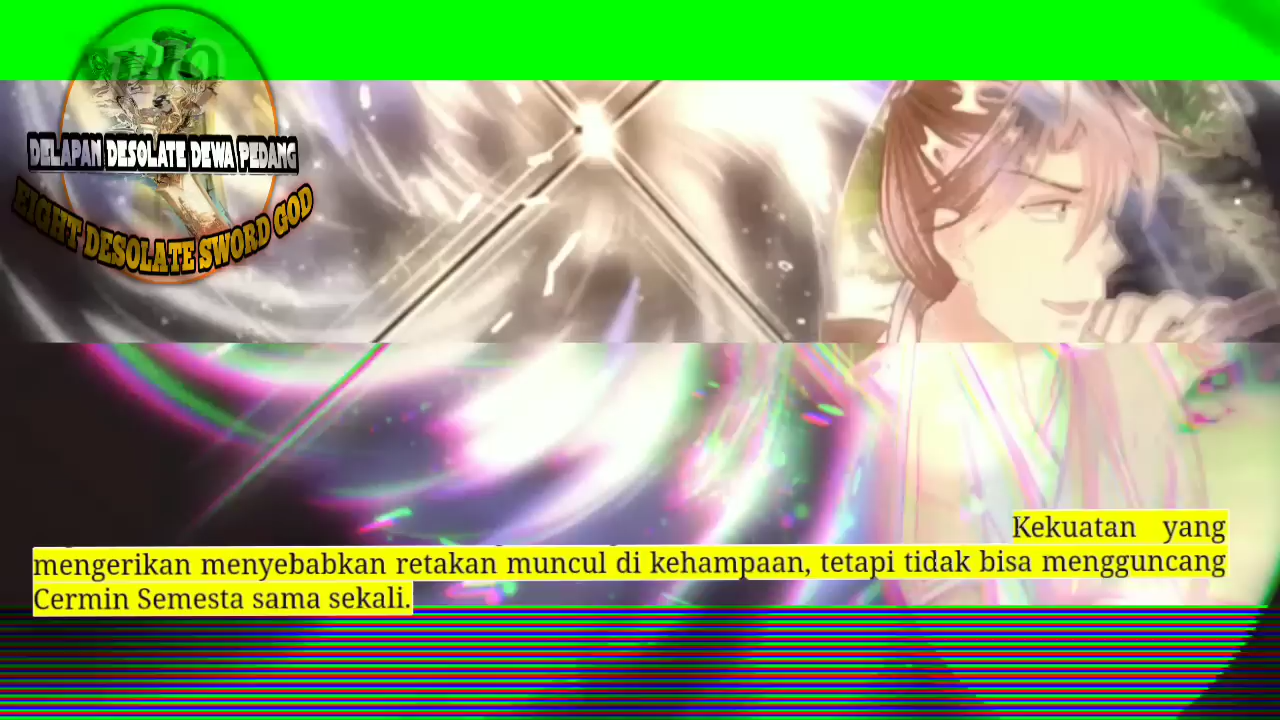 DELAPAN DESOLATE DEWA PEDANG
EIGHT DESOLATE SWORD GOD
Kekuatan yang
mengerikan menyebabkan retakan muncul di kehampaan, tetapi tidak bisa mengguncang
Cermin Semesta sama sekali.